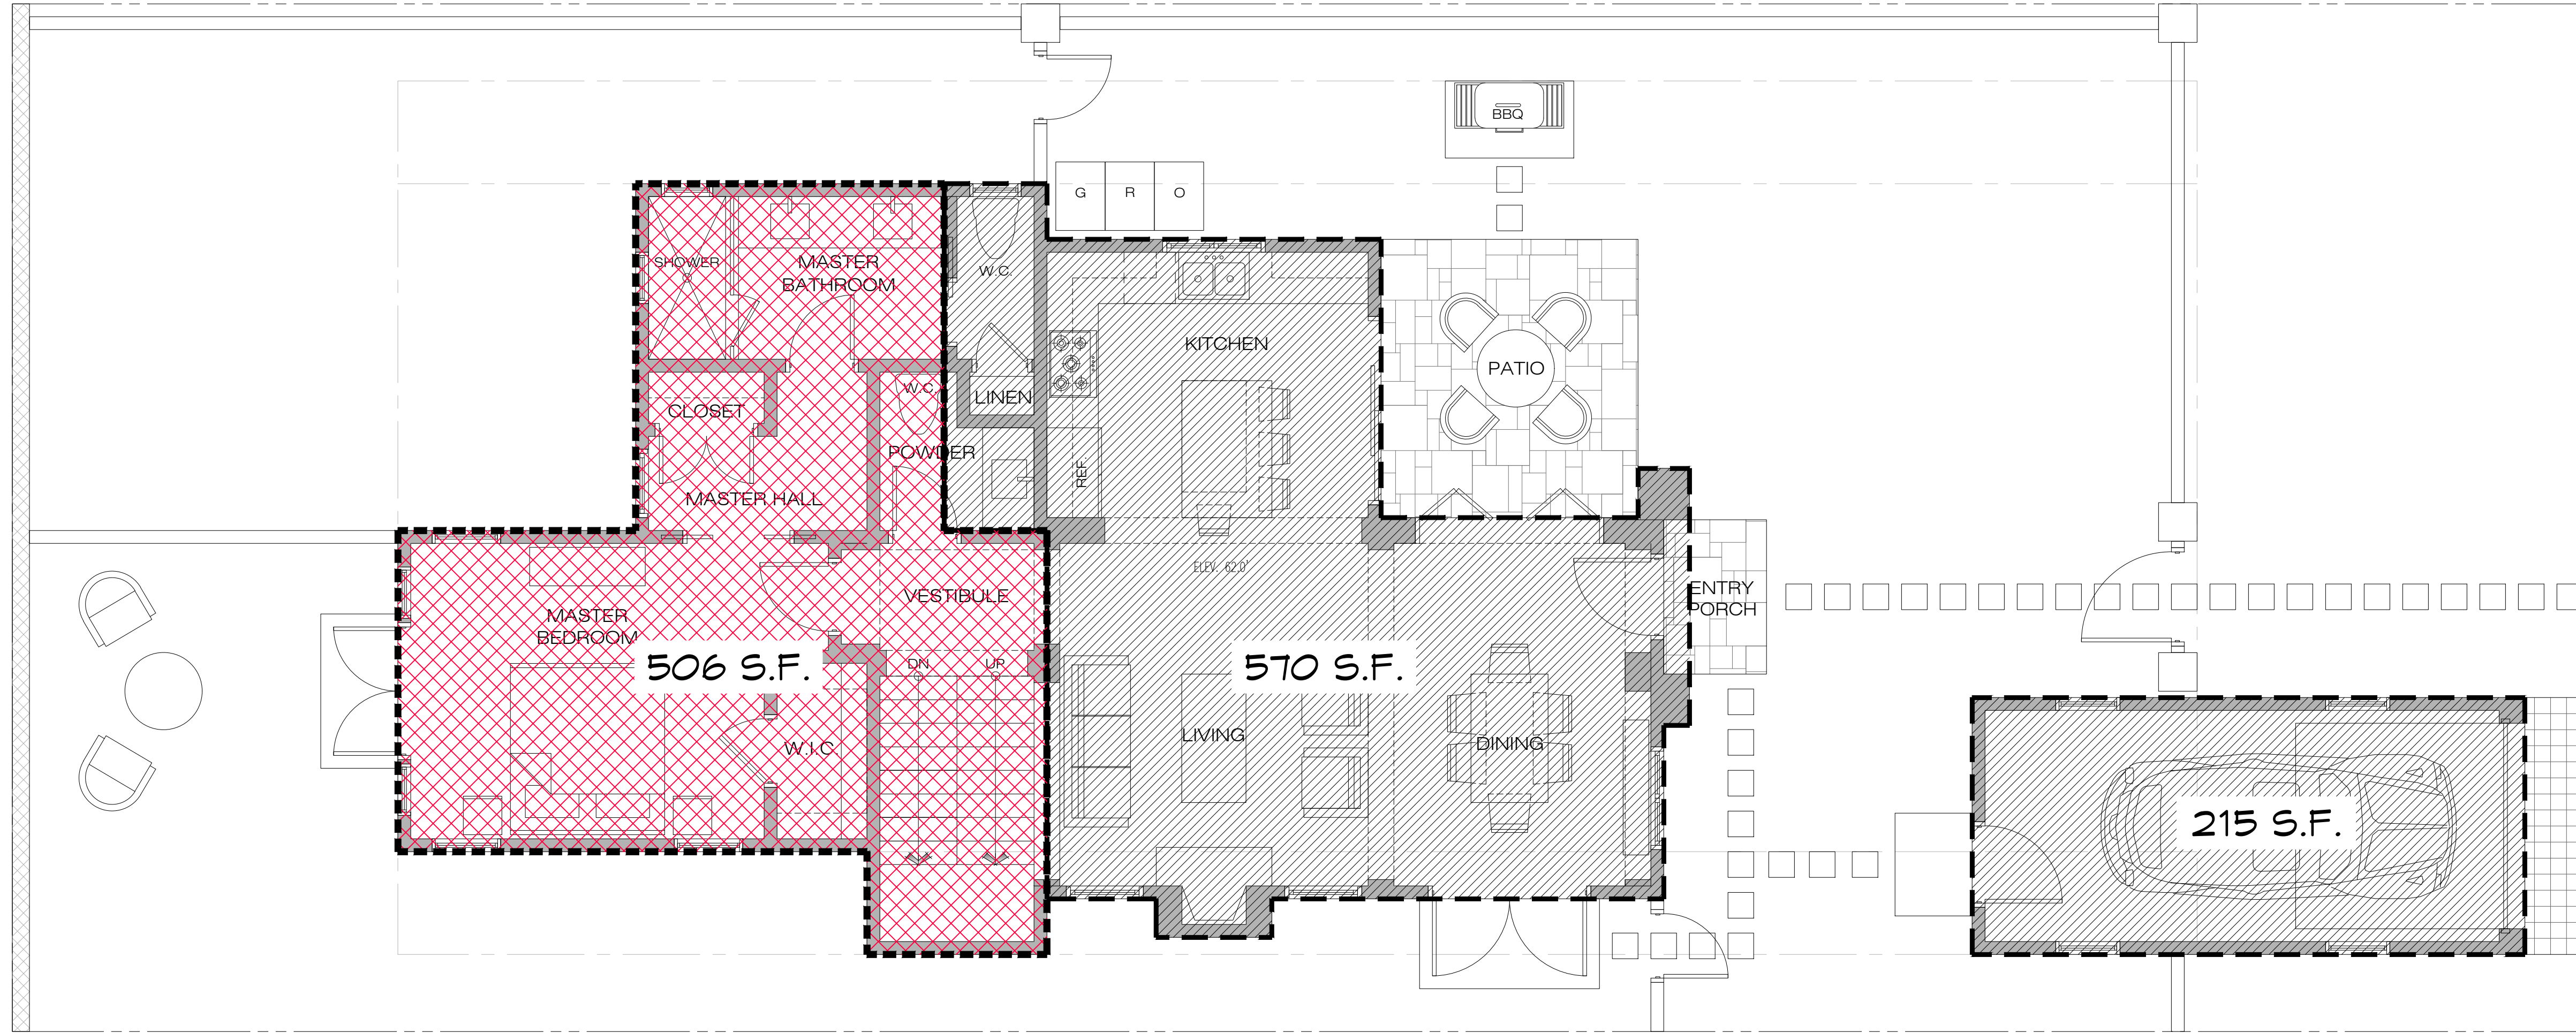 BBQ
G
R
O
SHOWER
MASTER
BATHROOM
W.C.
KITCHEN
PATIO
W.C.
LINEN
CLOSET
POWDER
REF.
MASTER HALL
ELEV. 62.0'
ENTRY
PORCH
VESTIBULE
MASTER
BEDROOM
506 S.F.
DN
UP
570 S.F.
LIVING
DINING
W.I.C.
215 S.F.